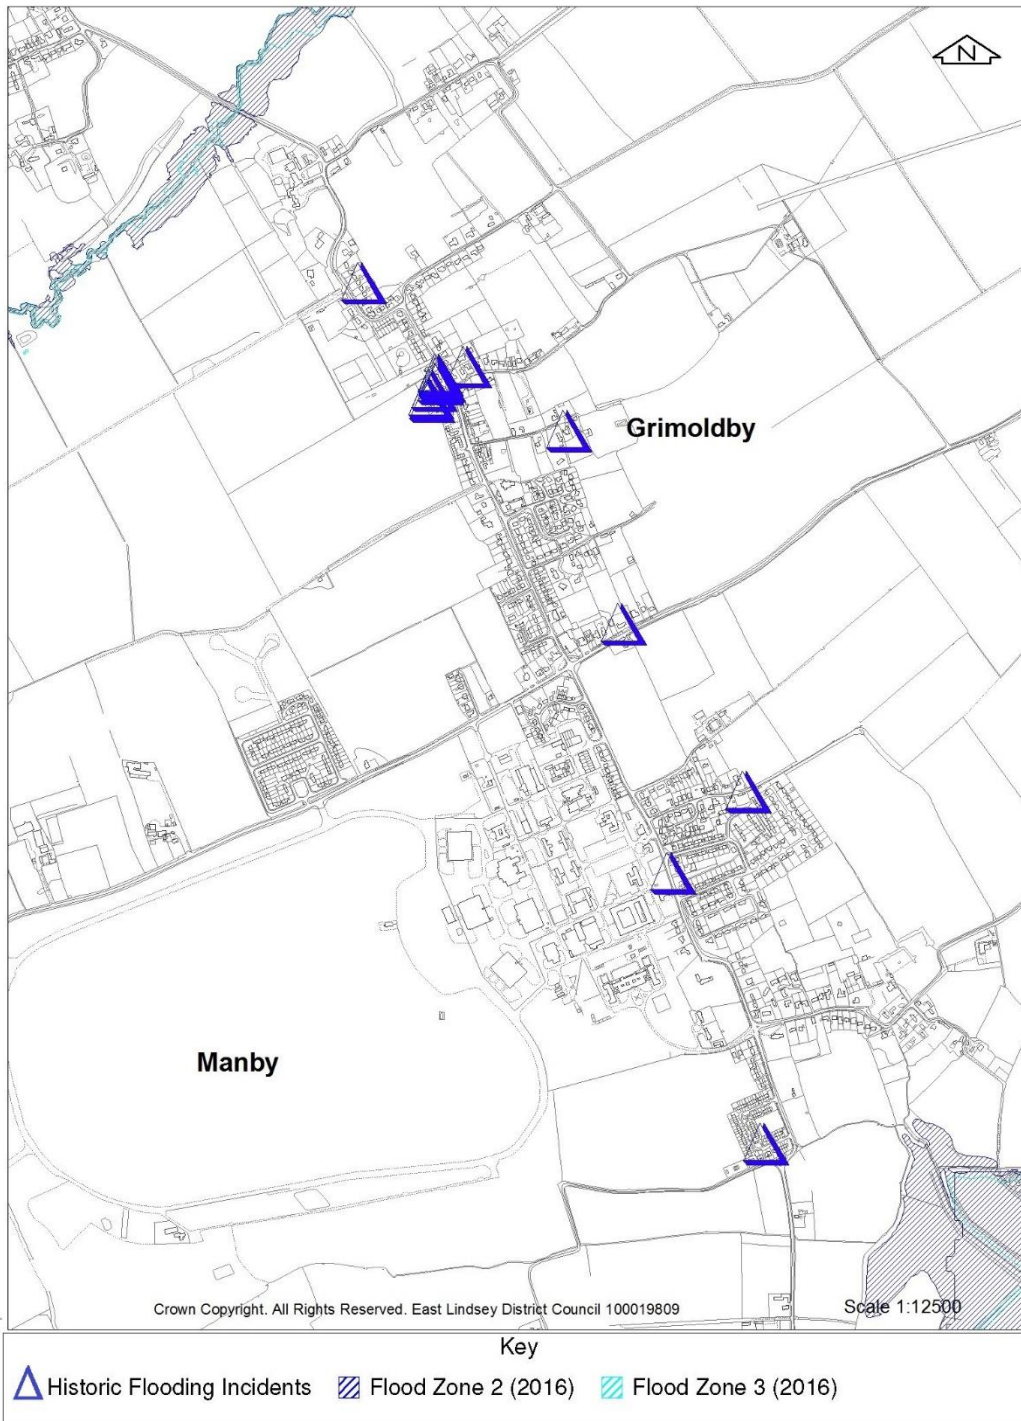 N
Grimoldby
Manby
Crown Copyright. All Rights Reserved. East Lindsey District Council 100019809
Scale 1:12500
Key
Historic Flooding Incidents Flood Zone 2 (2016) Flood Zone 3 (2016)